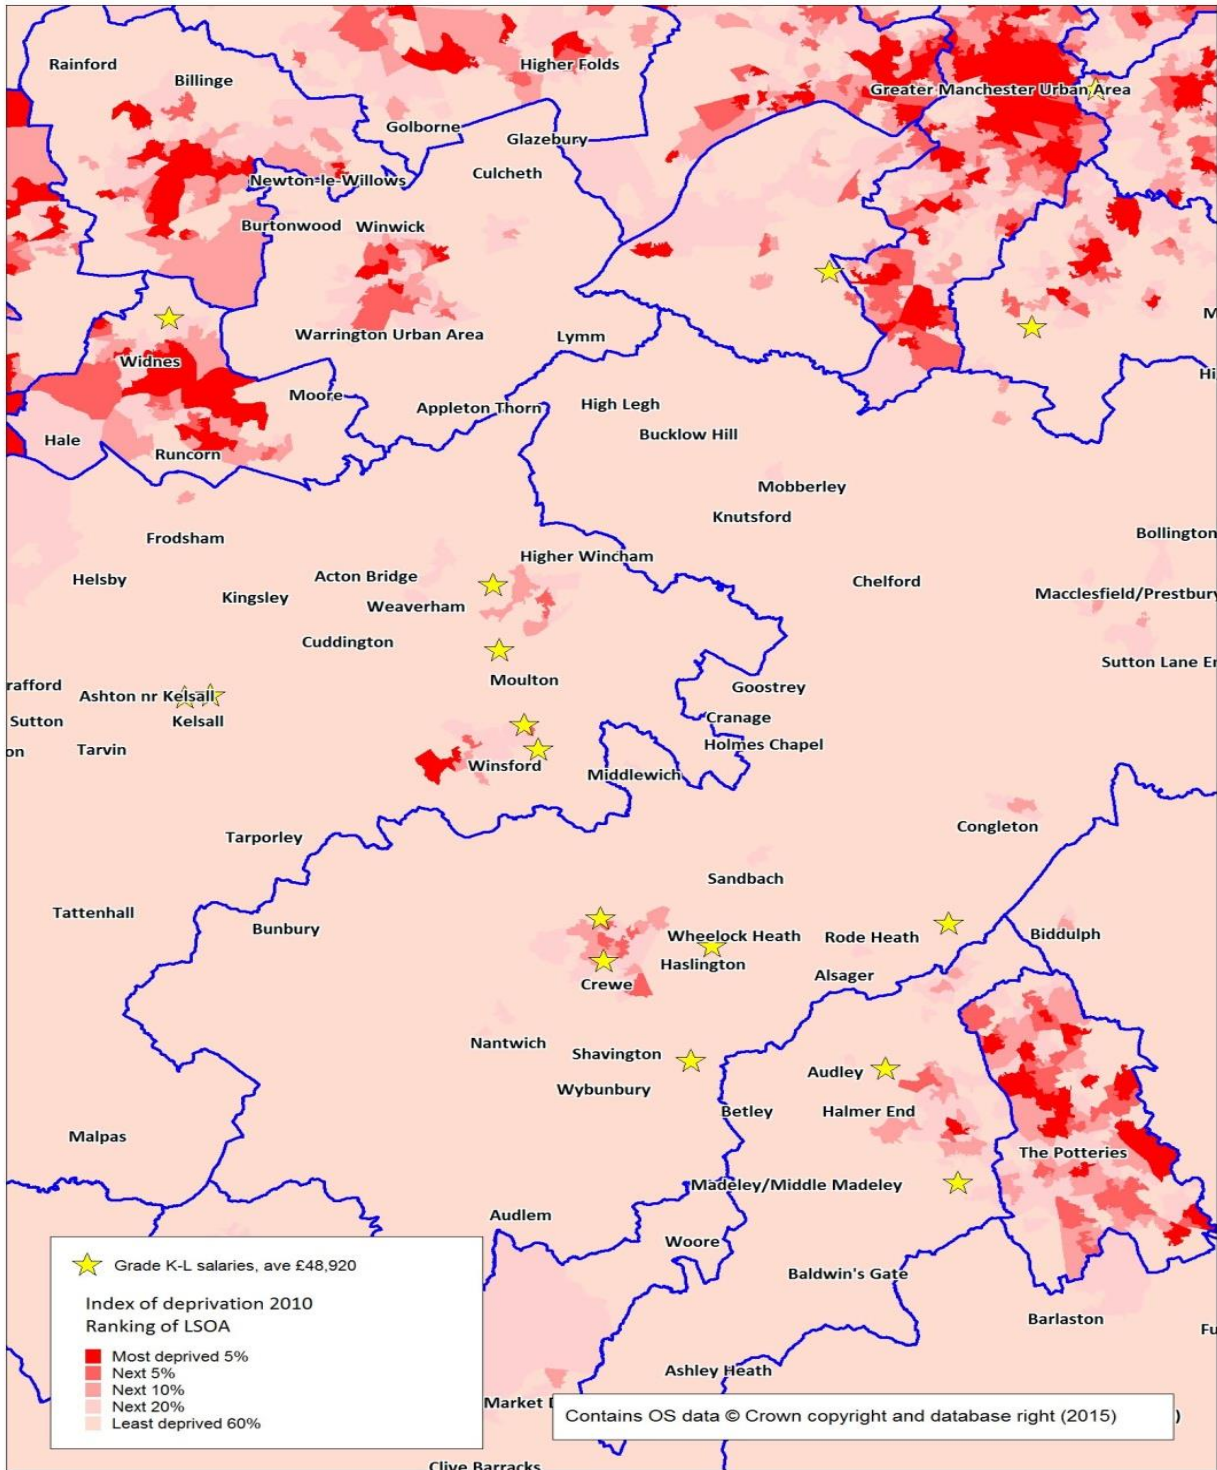 Rainford
Billinge
Higher Folds
Greater Manchester Urban Area
Golborne
Glazebury
Culcheth
Newton-le-Willows
Burtonwood
Winwick
Warrington Urban Area
Lymm
M
Widnes
Hi
Moore
Appleton Thorn
High Legh
Bucklow Hill
Hale
Runcorn
Mobberley
Knutsford
Frodsham
Bollington
Higher Wincham
Helsby
Acton Bridge
Chelford
Kingsley
Weaverham
Macclesfield/Prestbury
Cuddington
Sutton Lane En
Moulton
rafford
Ashton nr Kelsall
Goostrey
Sutton
Kelsall
Cranage
on
Tarvin
Holmes Chapel
Winsford
Middlewich
Tarporley
Congleton
Sandbach
Tattenhall
Bunbury
Wheelock Heath
Rode Heath
Biddulph
Haslington
Alsager
Crewe
Nantwich
Shavington
Audley
Wybunbury
Betley
Halmer End
Malpas
The Potteries
Madeley/Middle Madeley
Audlem
Woore
Baldwin's Gate
Barlaston
Fu
Ashley Heath
Market D
Clive Barracks
Grade K-L salaries, ave £48,920
Index of deprivation 2010
Ranking of LSOA
Most deprived 5%
Next 5%
Next 10%
Next 20%
Least deprived 60%
Contains OS data © Crown copyright and database right (2015)
)